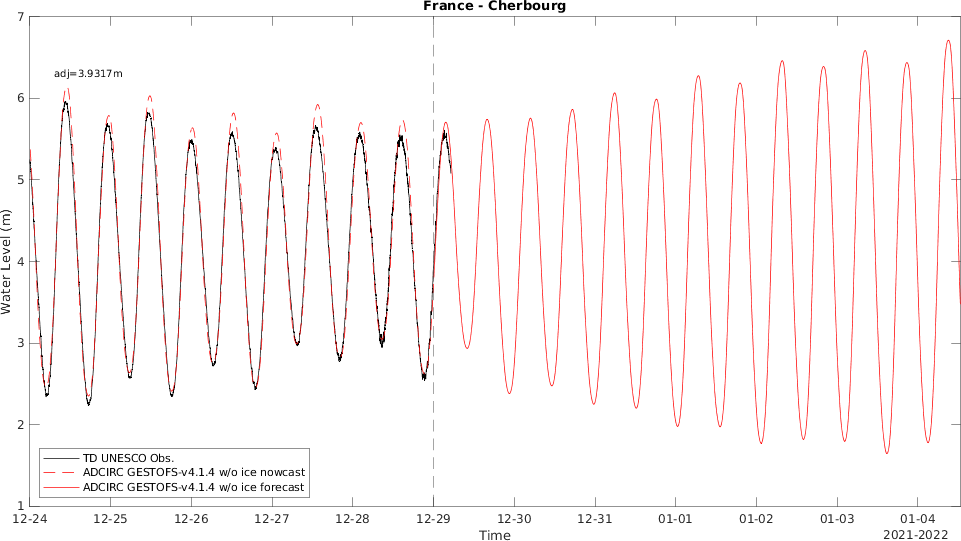 France - Cherbourg
7
adj=3.9317m
6
5
4
3
2
1
Water Level (m)
TD UNESCO Obs.
ADCIRC GESTOFS-v4.1.4 w/o ice nowcast
ADCIRC GESTOFS-v4.1.4 w/o ice forecast
12-24 12-25 12-26 12-27 12-28 12-29 12-30 12-31 01-01 01-02 01-03 01-04
Time
2021-2022